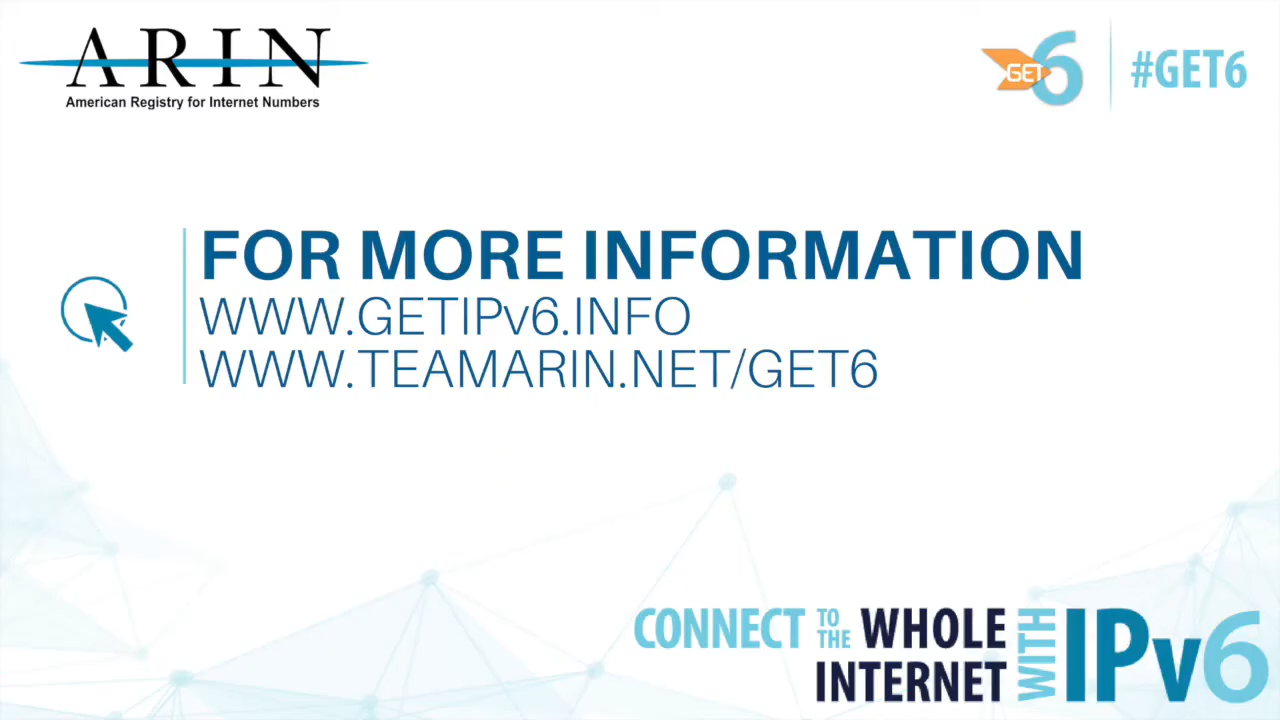 ARIN
American Registry for Internet Numbers
GET6
#GET6
FOR MORE INFORMATION
WWW.GETIPv6.INFO
WWW.TEAMARIN.NET/GET6
CONNECT TO THE WHOLE
INTERNET WITH IPv6